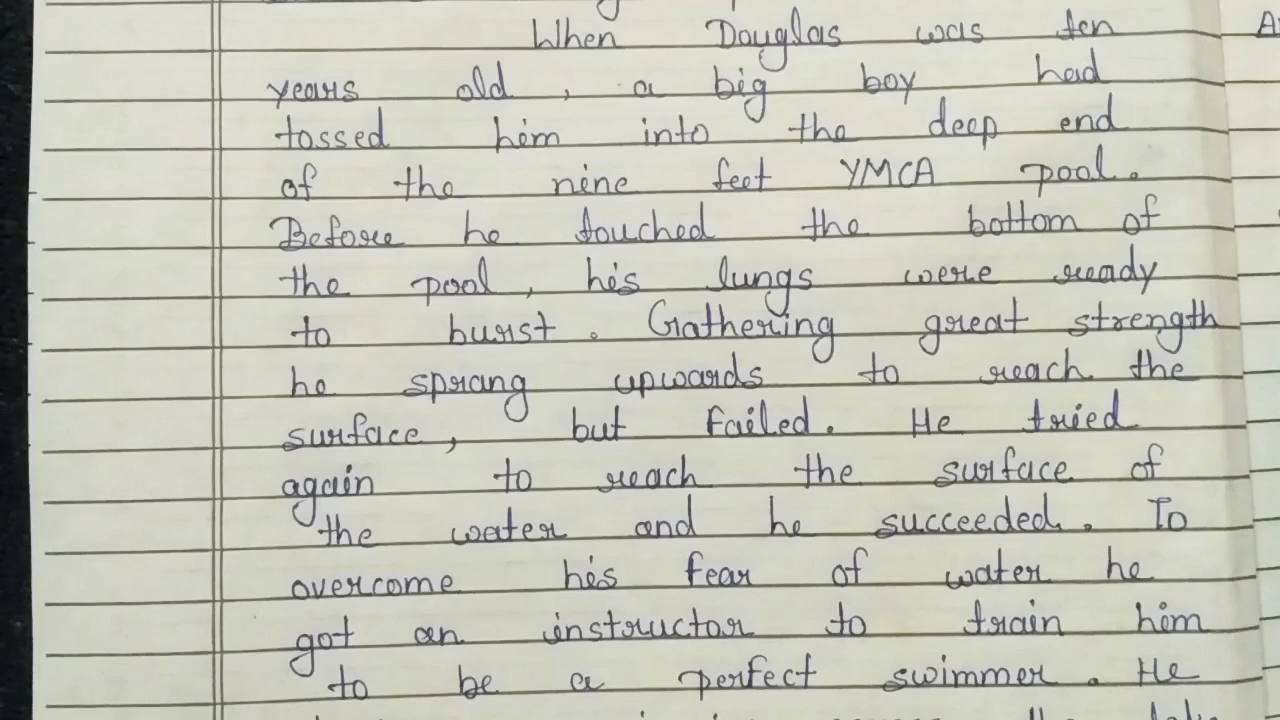 When Douglas was ten
years old, a big boy had
tossed him into the deep end
of the nine feet YMCA pool.
Before he touched the bottom of
the pool, his lungs were ready
to burst. Gathering great strength
he sprang upwards to reach the
surface, but failed. He tried
again to reach the surface of
the water and he succeeded. To
overcome his fear of water he
got an instructor to train him
to be a perfect swimmer. He